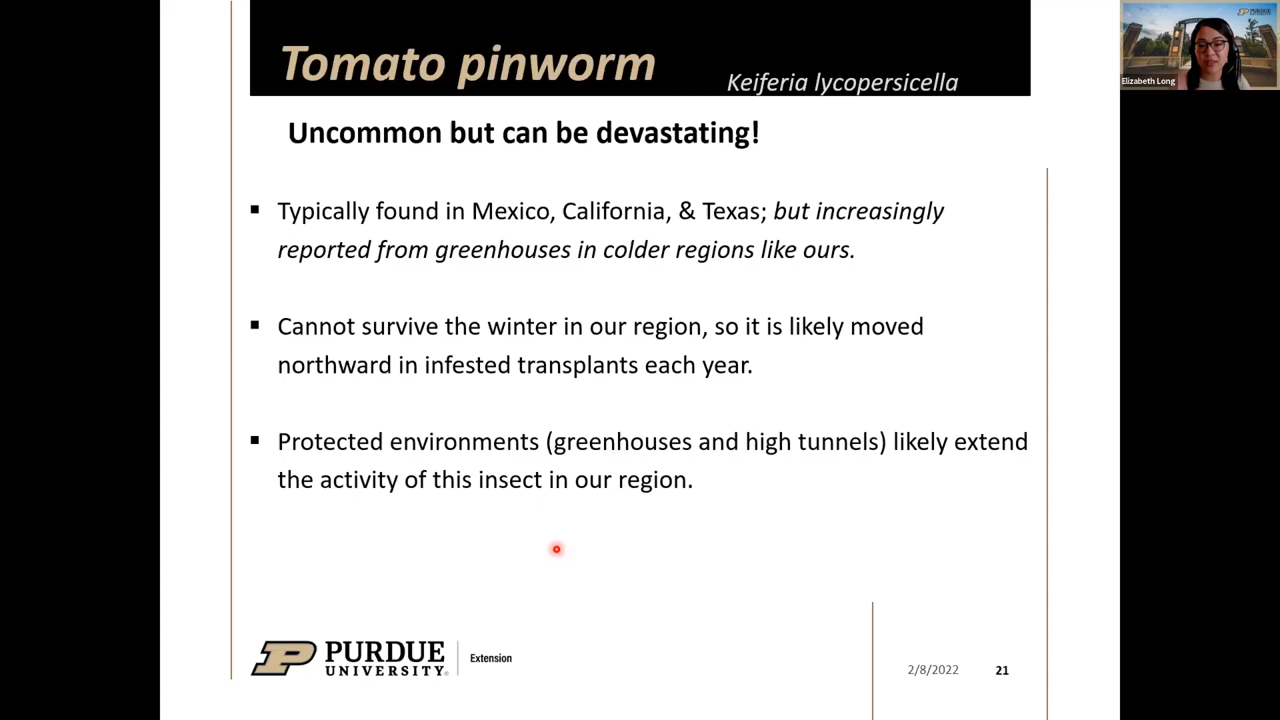 Tomato pinworm
Keiferia lycopersicella
Elizabeth Long
Uncommon but can be devastating!
▪ Typically found in Mexico, California, & Texas; but increasingly
reported from greenhouses in colder regions like ours.
▪ Cannot survive the winter in our region, so it is likely moved
northward in infested transplants each year.
▪ Protected environments (greenhouses and high tunnels) likely extend
the activity of this insect in our region.
PURDUE
UNIVERSITY®
Extension
2/8/2022
21